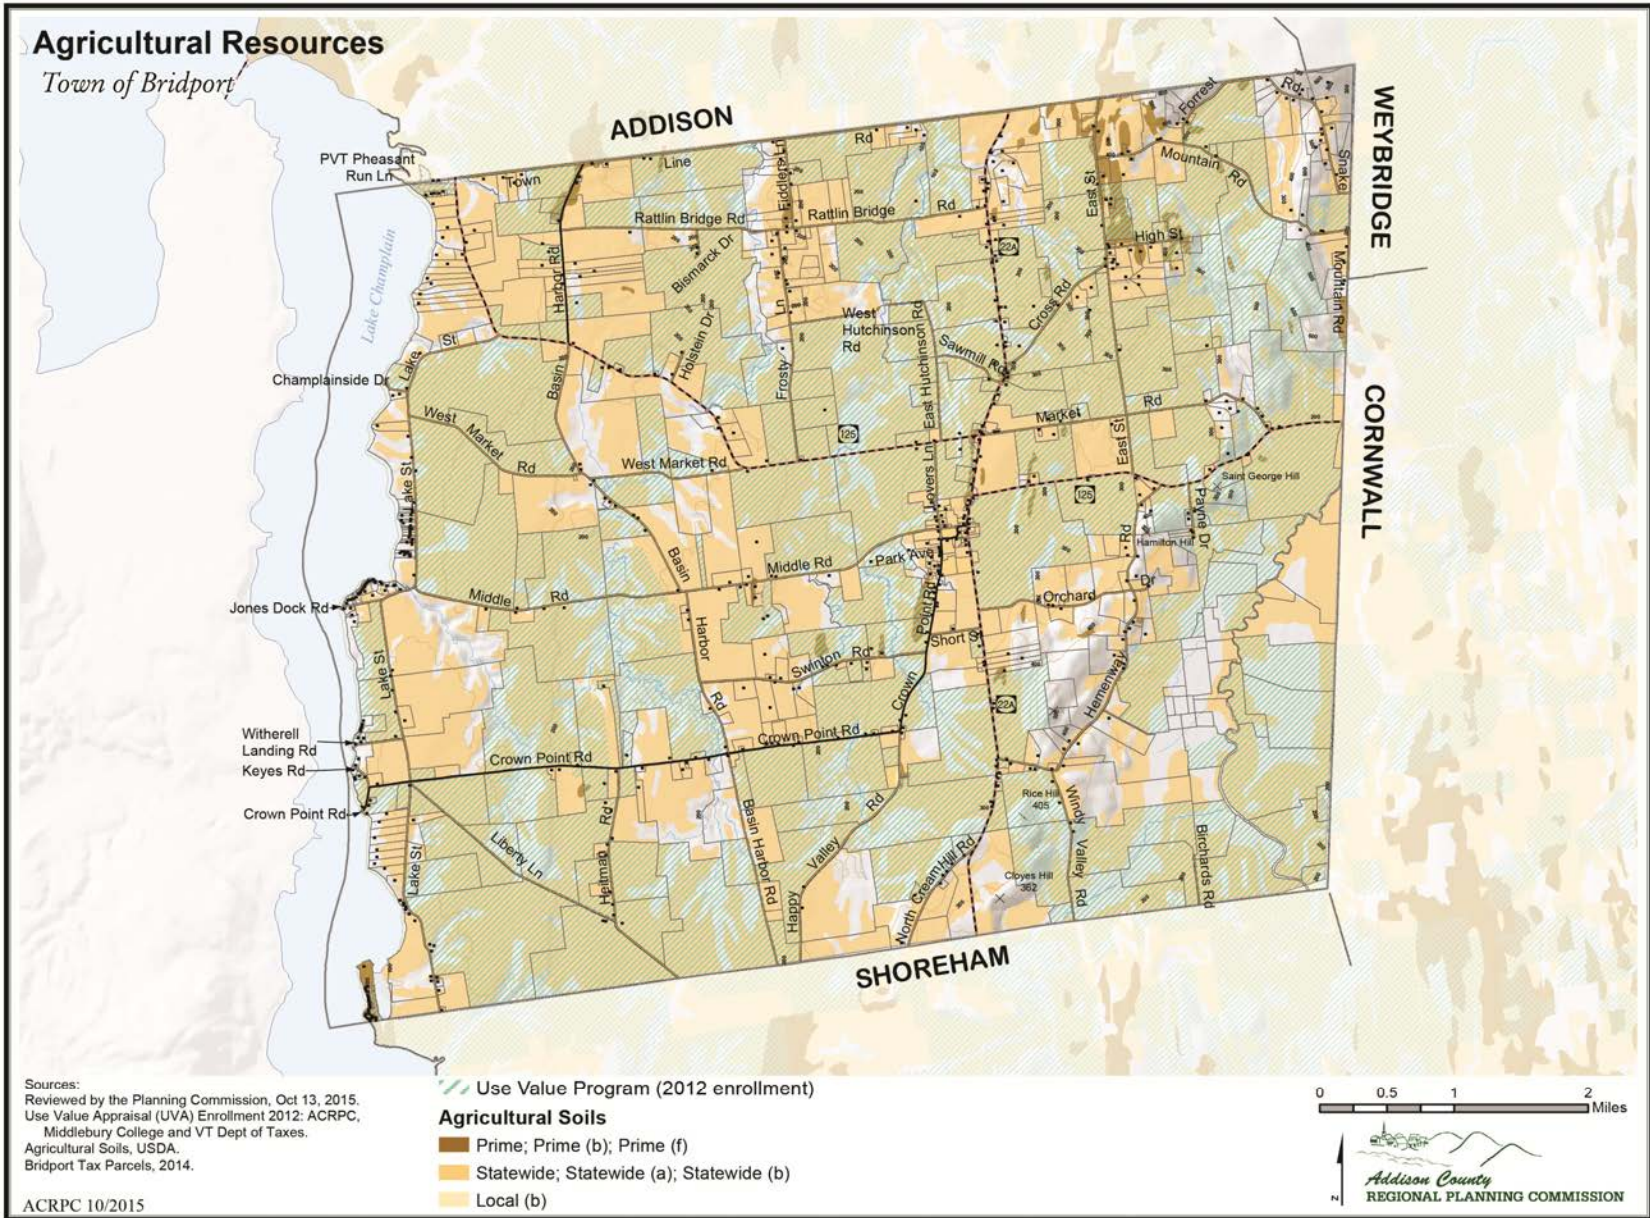 Agricultural Resources
Town of Bridport
ADDISON
WEYBRIDGE
CORNWALL
SHOREHAM
Lake Champlain
PVT Pheasant
Run Ln
Town
Line
Rd
Fiddlers Ln
Forrest
Rd
Mountain Rd
Snake
Mountain Rd
Rattlin Bridge Rd
Rattlin Bridge
Rd
East St
High St
22A
Harbor Rd
Bismarck Dr
Holstein Dr
Ln
Frosty
West
Hutchinson
Rd
East Hutchinson Rd
Sawmill Rd
Cross Rd
Lake
St
Champlainside Dr
Basin
West
Market
Rd
West Market Rd
125
Market
Rd
East St
Lovers Ln
125
Saint George Hill
Payne Dr
Hamilton Hill
Rd
Dr
Lake St
Basin
Middle Rd
Park Ave
Jones Dock Rd
Middle
Rd
Orchard
Point Rd
Short St
Harbor
Rd
Swinton Rd
Lake St
Crown
Hemenway
22A
Witherell
Landing Rd
Keyes Rd
Crown Point Rd
Crown Point Rd
Crown Point Rd
Rice Hill
405
Windy
Valley
Rd
Birchards Rd
Liberty Ln
Heitman
Rd
Basin Harbor Rd
Happy
Valley
Rd
North Cream Hill Rd
Cloyes Hill
362
Lake St
Sources:
Reviewed by the Planning Commission, Oct 13, 2015.
Use Value Appraisal (UVA) Enrollment 2012: ACRPC,
Middlebury College and VT Dept of Taxes.
Agricultural Soils, USDA.
Bridport Tax Parcels, 2014.
ACRPC 10/2015
Use Value Program (2012 enrollment)
Agricultural Soils
Prime; Prime (b); Prime (f)
Statewide; Statewide (a); Statewide (b)
Local (b)
0 0.5 1 2
Miles
N
Addison County
REGIONAL PLANNING COMMISSION